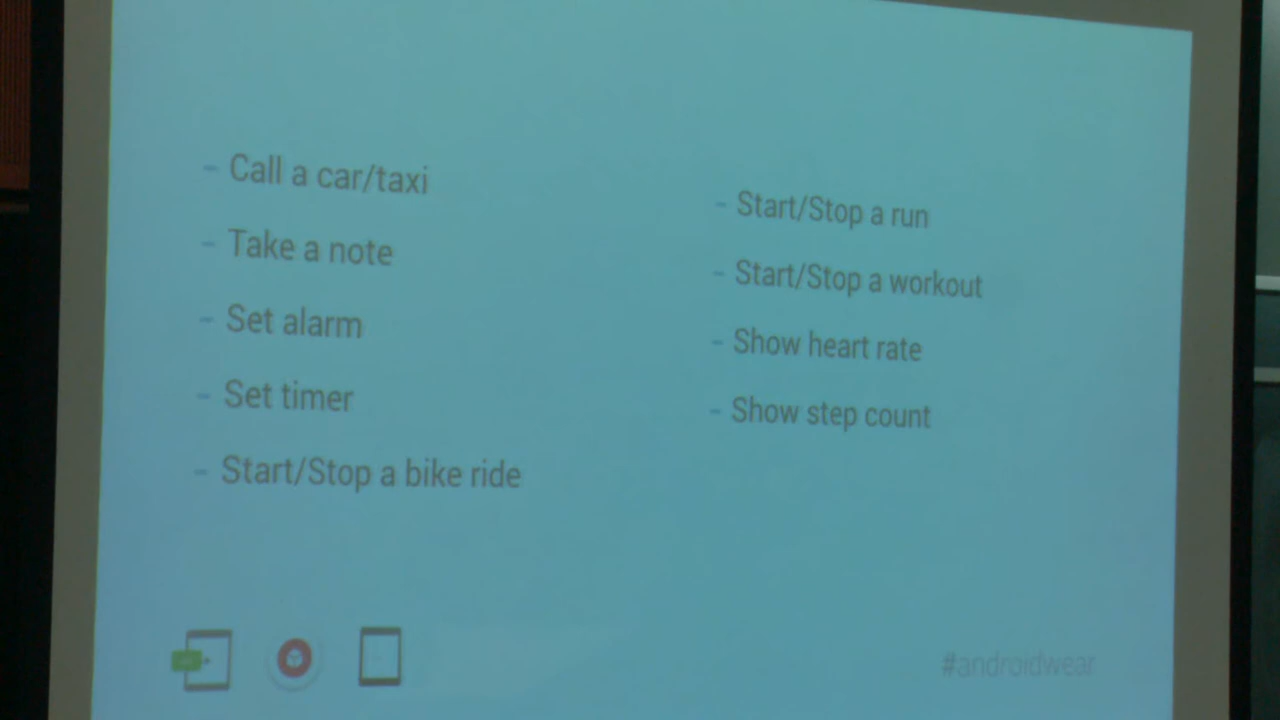 - Call a car/taxi
- Take a note
- Set alarm
- Set timer
- Start/Stop a bike ride
- Start/Stop a run
- Start/Stop a workout
- Show heart rate
- Show step count
#androidwear